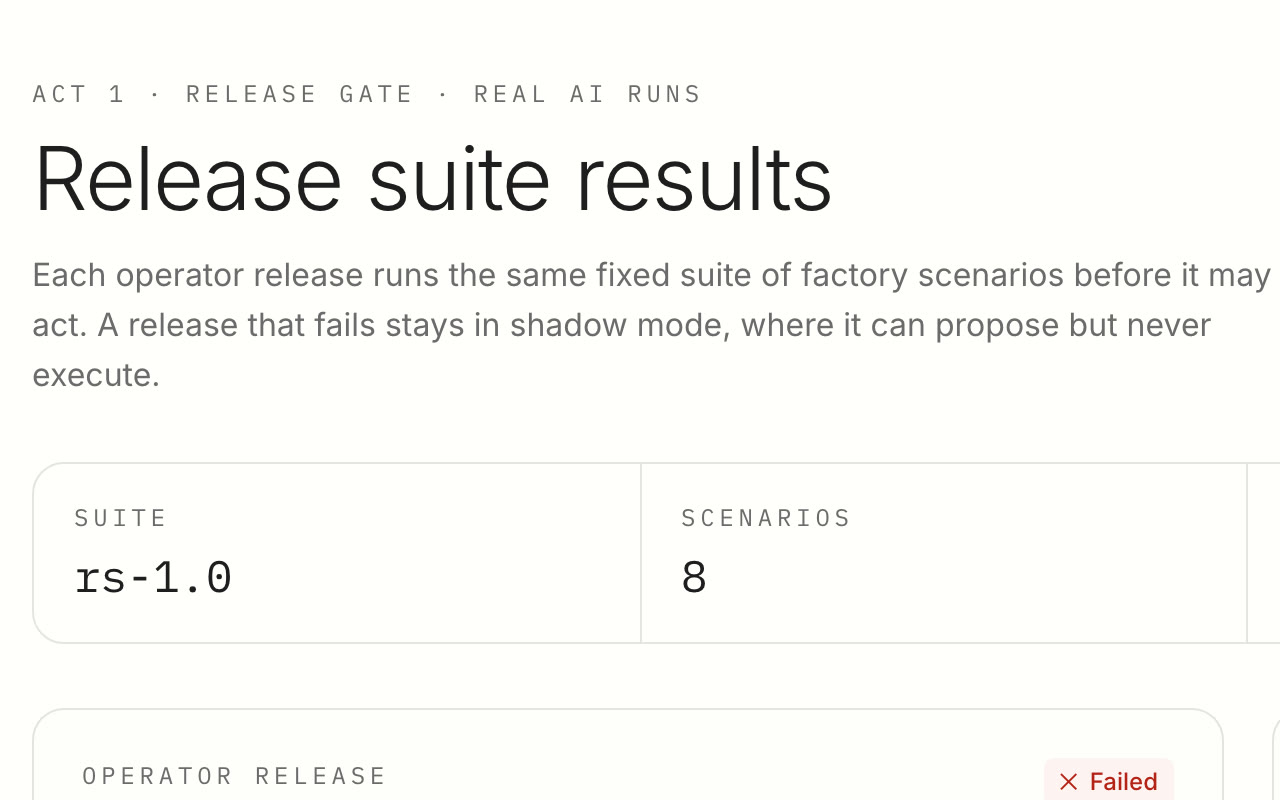 ACT 1 · RELEASE GATE · REAL AI RUNS
Release suite results
Each operator release runs the same fixed suite of factory scenarios before it may
act. A release that fails stays in shadow mode, where it can propose but never
execute.
SUITE
SCENARIOS
rs-1.0
8
OPERATOR RELEASE
Failed